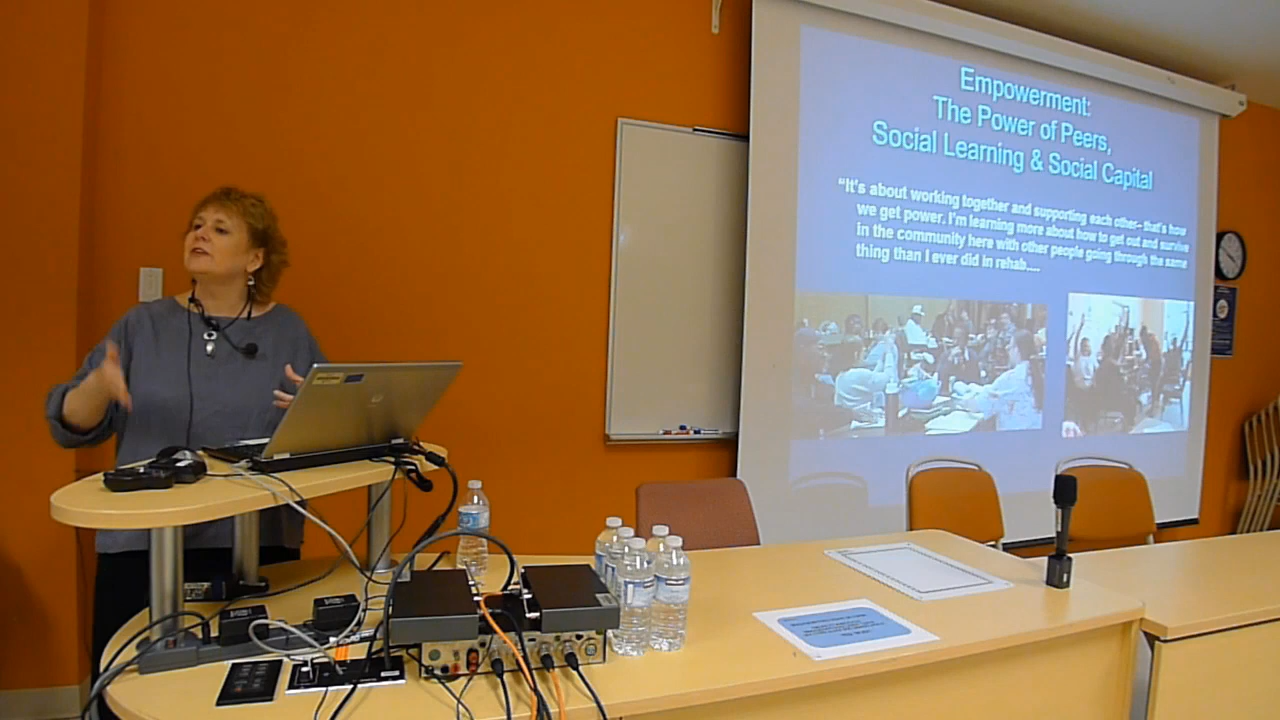 Empowerment:
The Power of Peers,
Social Learning & Social Capital
“It's about working together and supporting each other– that's how
we get power. I'm learning more about how to get out and survive
in the community here with other people going through the same
thing than I ever did in rehab....